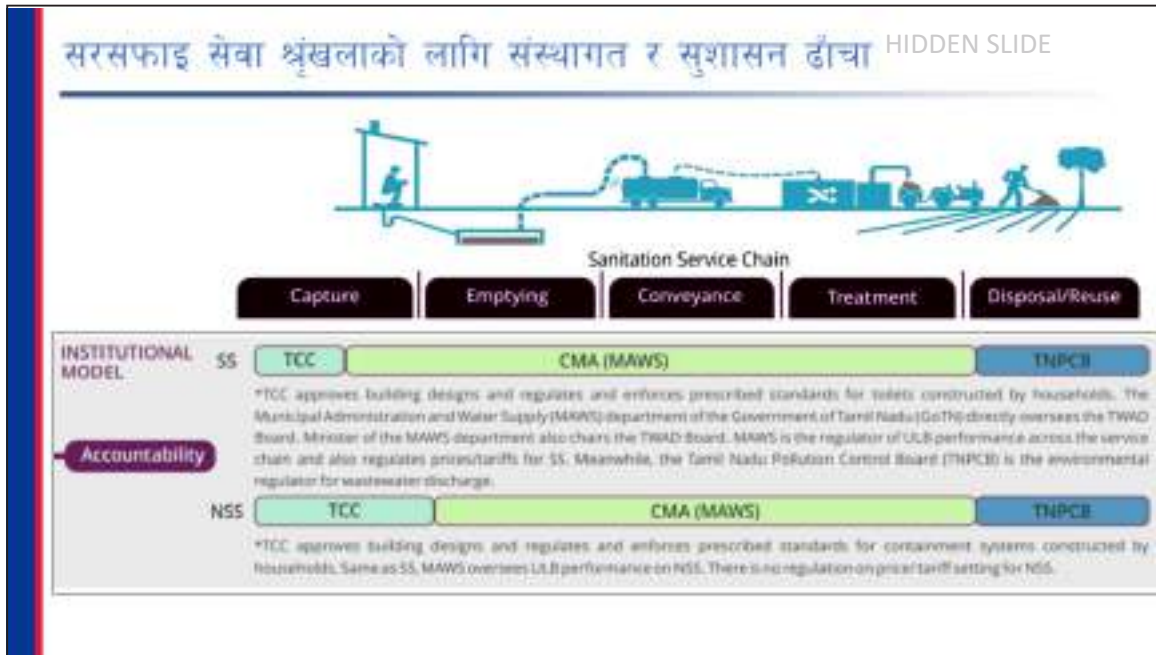 सरसफाइ सेवा श्रृंखलाको लागि संस्थागत र सुशासन ढाँचा
HIDDEN SLIDE
Sanitation Service Chain
Capture Emptying Conveyance Treatment Disposal/Reuse
INSTITUTIONAL MODEL
SS TCC CMA (MAWS) TNPCB
*TCC approves building designs and regulates and enforces prescribed standards for toilets constructed by households. The
Municipal Administration and Water Supply (MAWS) department of the Government of Tamil Nadu (GoTN) directly oversees the TWAD
Board. Minister of the MAWS department also chairs the TWAD Board. MAWS is the regulator of ULB performance across the service
chain and also regulates prices/tariffs for SS. Meanwhile, the Tamil Nadu Pollution Control Board (TNPCB) is the environmental
regulator for wastewater discharge.
Accountability
NSS TCC CMA (MAWS) TNPCB
*TCC approves building designs and regulates and enforces prescribed standards for containment systems constructed by
households. Same as SS, MAWS oversees ULB performance on NSS. There is no regulation on price/ tariff setting for NSS.